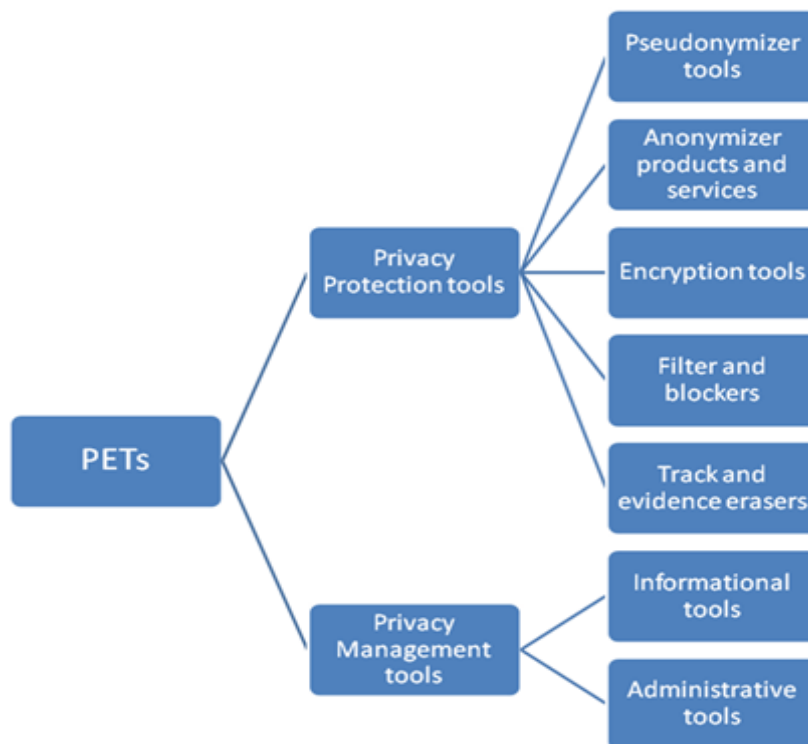 PETs
Privacy
Protection tools
Pseudonymizer
tools
Anonymizer
products and
services
Encryption tools
Filter and
blockers
Track and
evidence erasers
Privacy
Management
tools
Informational
tools
Administrative
tools